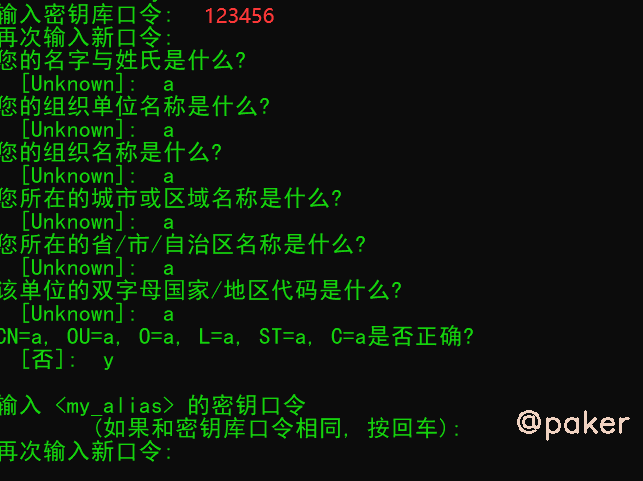 输入密钥库口令: 123456
再次输入新口令:
您的名字与姓氏是什么?
[Unknown]: a
您的组织单位名称是什么?
[Unknown]: a
您的组织名称是什么?
[Unknown]: a
您所在的城市或区域名称是什么?
[Unknown]: a
您所在的省/市/自治区名称是什么?
[Unknown]: a
该单位的双字母国家/地区代码是什么?
[Unknown]: a
CN=a, OU=a, O=a, L=a, ST=a, C=a是否正确?
[否]: y
输入 <my_alias> 的密钥口令
(如果和密钥库口令相同, 按回车):
再次输入新口令:
@paker